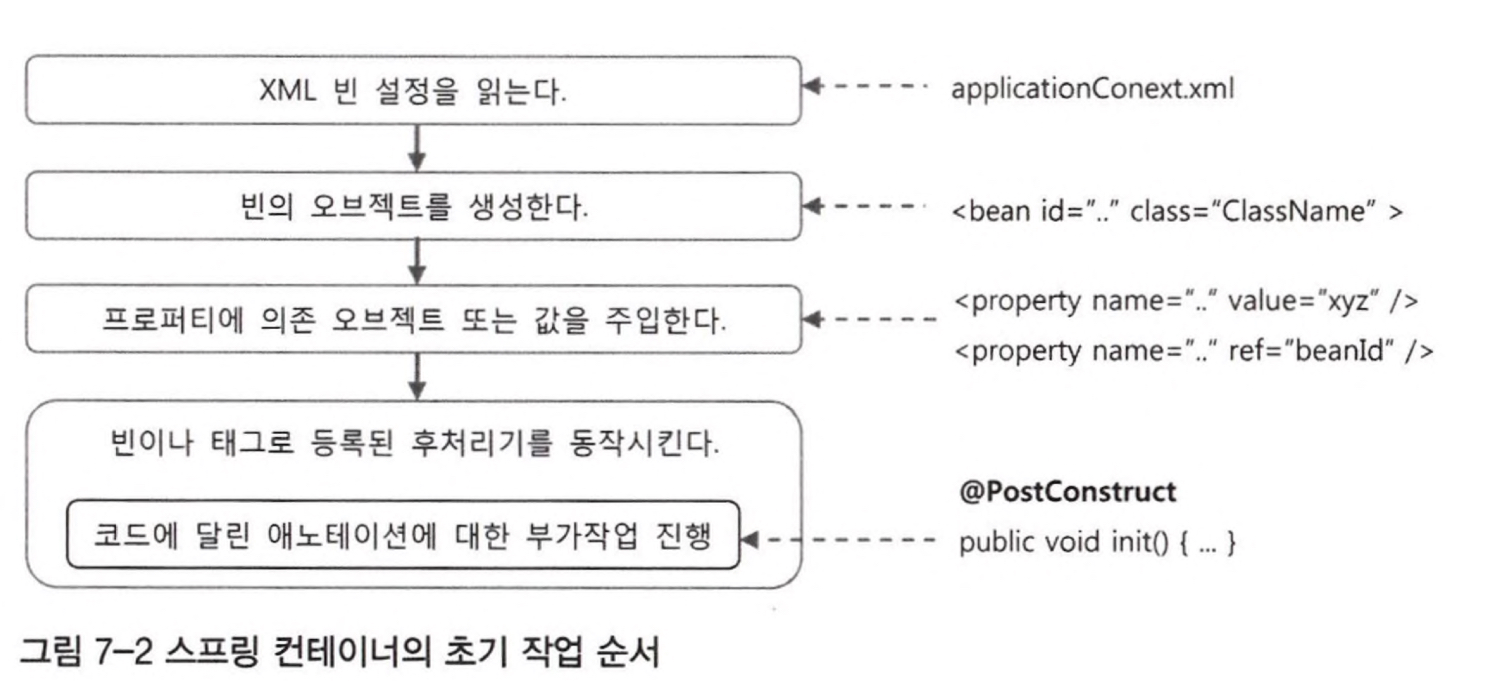 XML 빈 설정을 읽는다.
applicationConext.xml
빈의 오브젝트를 생성한다.
<bean id=".." class="ClassName" >
프로퍼티에 의존 오브젝트 또는 값을 주입한다.
<property name=".." value="xyz" />
<property name=".." ref="beanId" />
빈이나 태그로 등록된 후처리기를 동작시킨다.
코드에 달린 애노테이션에 대한 부가작업 진행
@PostConstruct
public void init() { ... }
그림 7-2 스프링 컨테이너의 초기 작업 순서